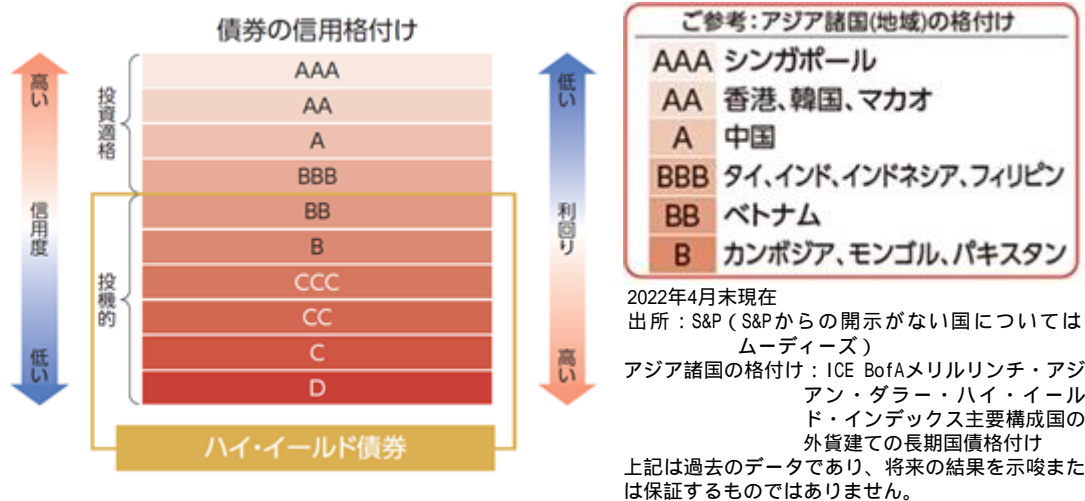 債券の信用格付け
高い
信用度
低い
投資適格
投機的
AAA
AA
A
BBB
BB
B
CCC
CC
C
D
ハイ・イールド債券
低い
利回り
高い
ご参考：アジア諸国(地域)の格付け
AAA シンガポール
AA 香港、韓国、マカオ
A 中国
BBB タイ、インド、インドネシア、フィリピン
BB ベトナム
B カンボジア、モンゴル、パキスタン
2022年4月末現在
出所：S&P（S&Pからの開示がない国については
ムーディーズ）
アジア諸国の格付け：ICE BofAメリルリンチ・アジ
アン・ダラー・ハイ・イール
ド・インデックス主要構成国の
外貨建ての長期国債格付け
上記は過去のデータであり、将来の結果を示唆また
は保証するものではありません。